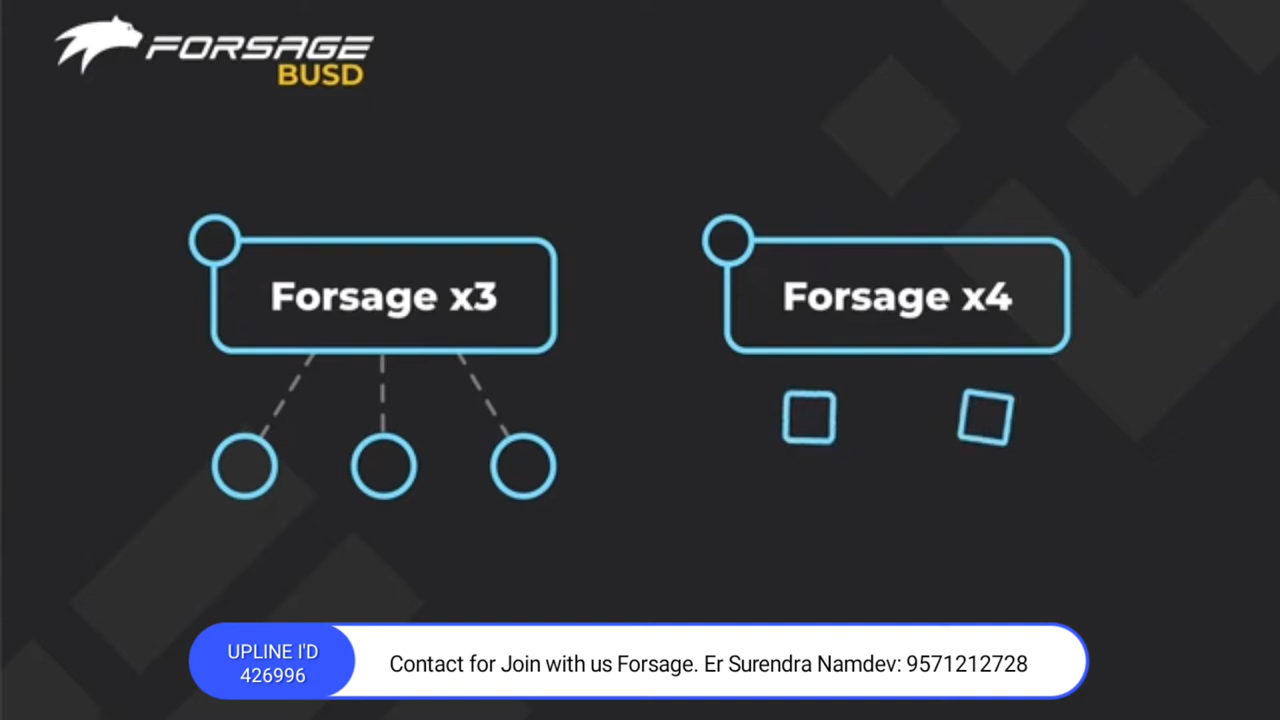 FORSAGE
BUSD
Forsage x3
Forsage x4
UPLINE I'D
426996
Contact for Join with us Forsage. Er Surendra Namdev: 9571212728